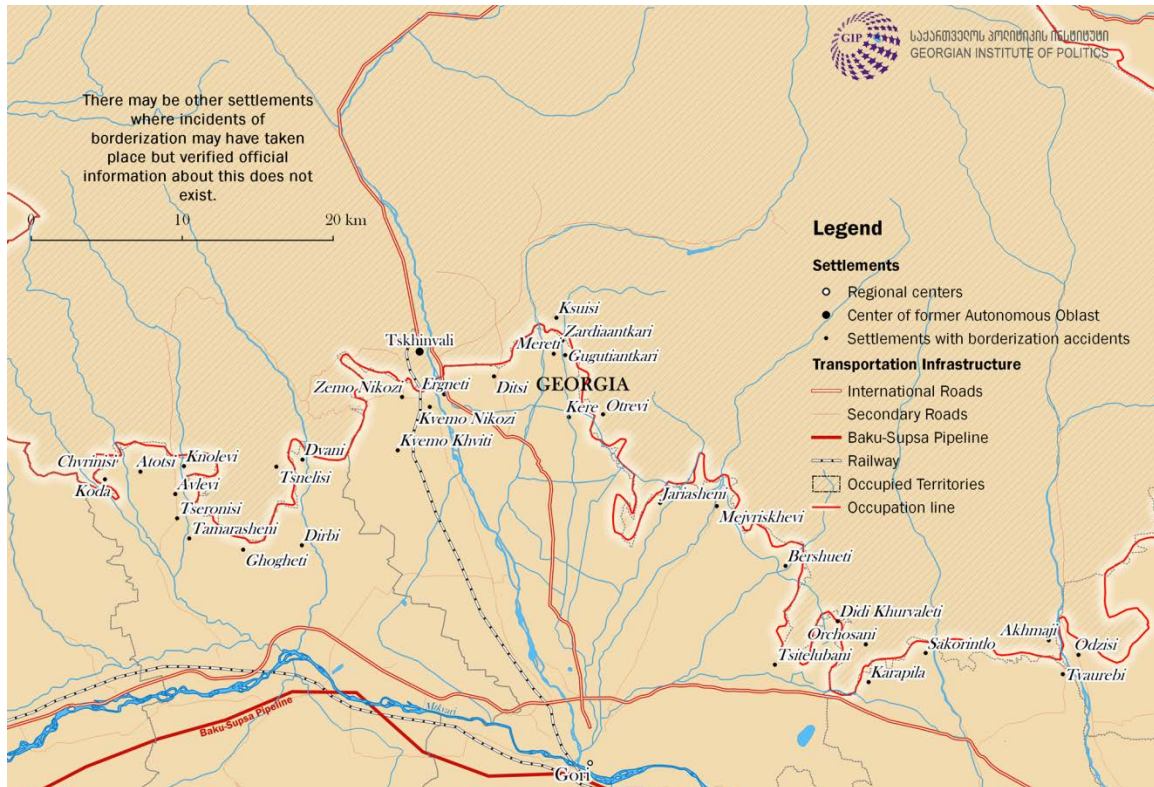 GIP
საქართველოს პოლიტიკის ინსტიტუტი
GEORGIAN INSTITUTE OF POLITICS
There may be other settlements
where incidents of
borderization may have taken
place but verified official
information about this does not
exist.
0 10 20 km
Legend
Settlements
Regional centers
Center of former Autonomous Oblast
Settlements with borderization accidents
Transportation Infrastructure
International Roads
Secondary Roads
Baku-Supsa Pipeline
Railway
Occupied Territories
Occupation line
Ksuisi
Zardiaantkari
Tskhinvali
Mereti
Gugutiantkari
Zemo Nikozi
Ergneti
Ditsi
GEORGIA
Kvemo Nikozi
Kere
Otrevi
Kvemo Khviti
Dvani
Knolevi
Chvrinisi
Atotsi
Tsnelisi
Koda
Avlevi
Tseronisi
Jariasheni
Mejvriskhevi
Tamarasheni
Dirbi
Ghogheti
Bershueti
Didi Khurvaleti
Orchosani
Akhmaji
Sakorintlo
Odzisi
Tsitelubani
Karapila
Tvaurebi
Mtkvari
Baku-Supsa Pipeline
Gori